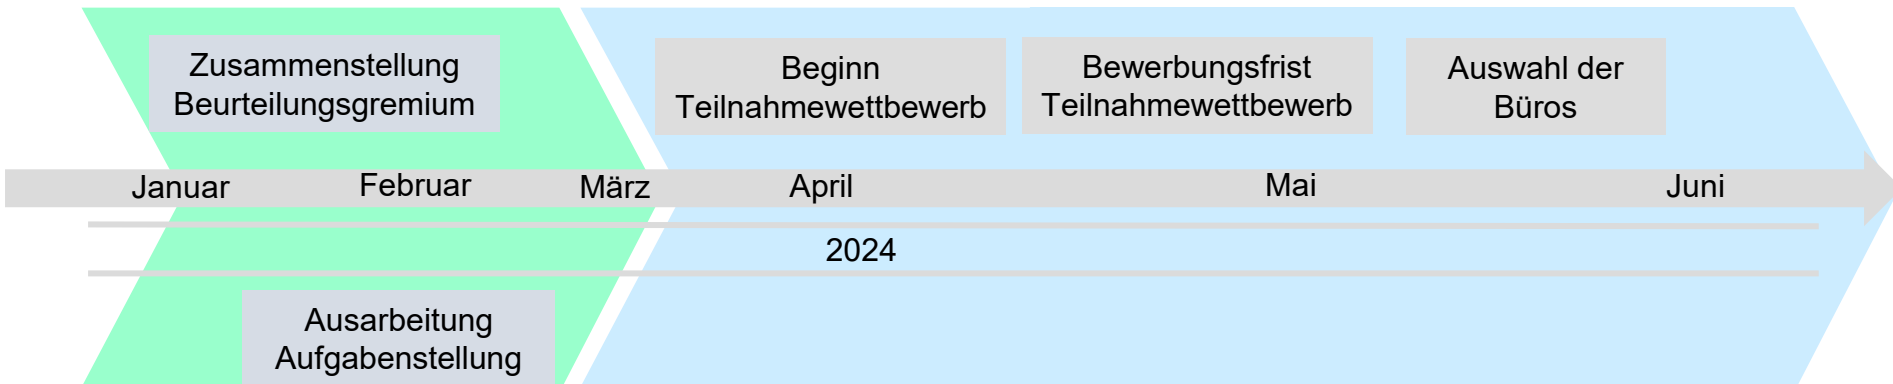 Zusammenstellung
Beurteilungsgremium
Beginn
Teilnahmewettbewerb
Bewerbungsfrist
Teilnahmewettbewerb
Auswahl der
Büros
Januar
Februar
März
April
Mai
Juni
2024
Ausarbeitung
Aufgabenstellung